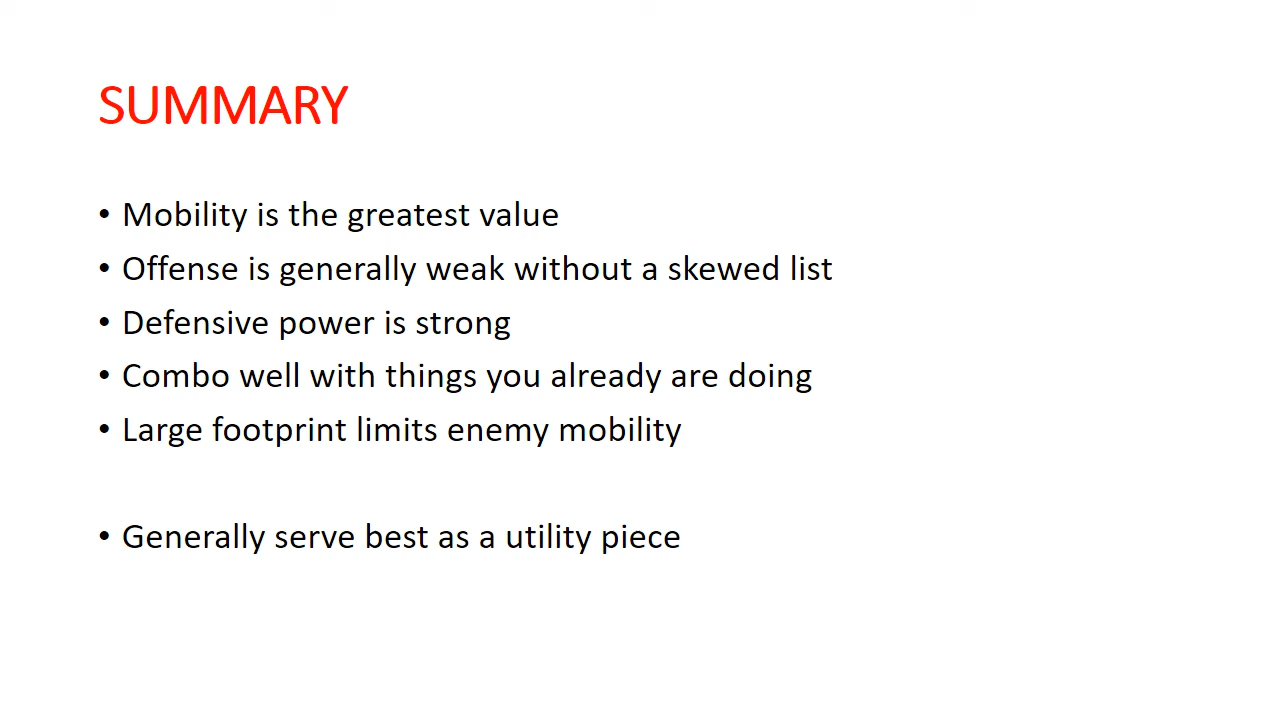 SUMMARY
• Mobility is the greatest value
• Offense is generally weak without a skewed list
• Defensive power is strong
• Combo well with things you already are doing
• Large footprint limits enemy mobility
• Generally serve best as a utility piece